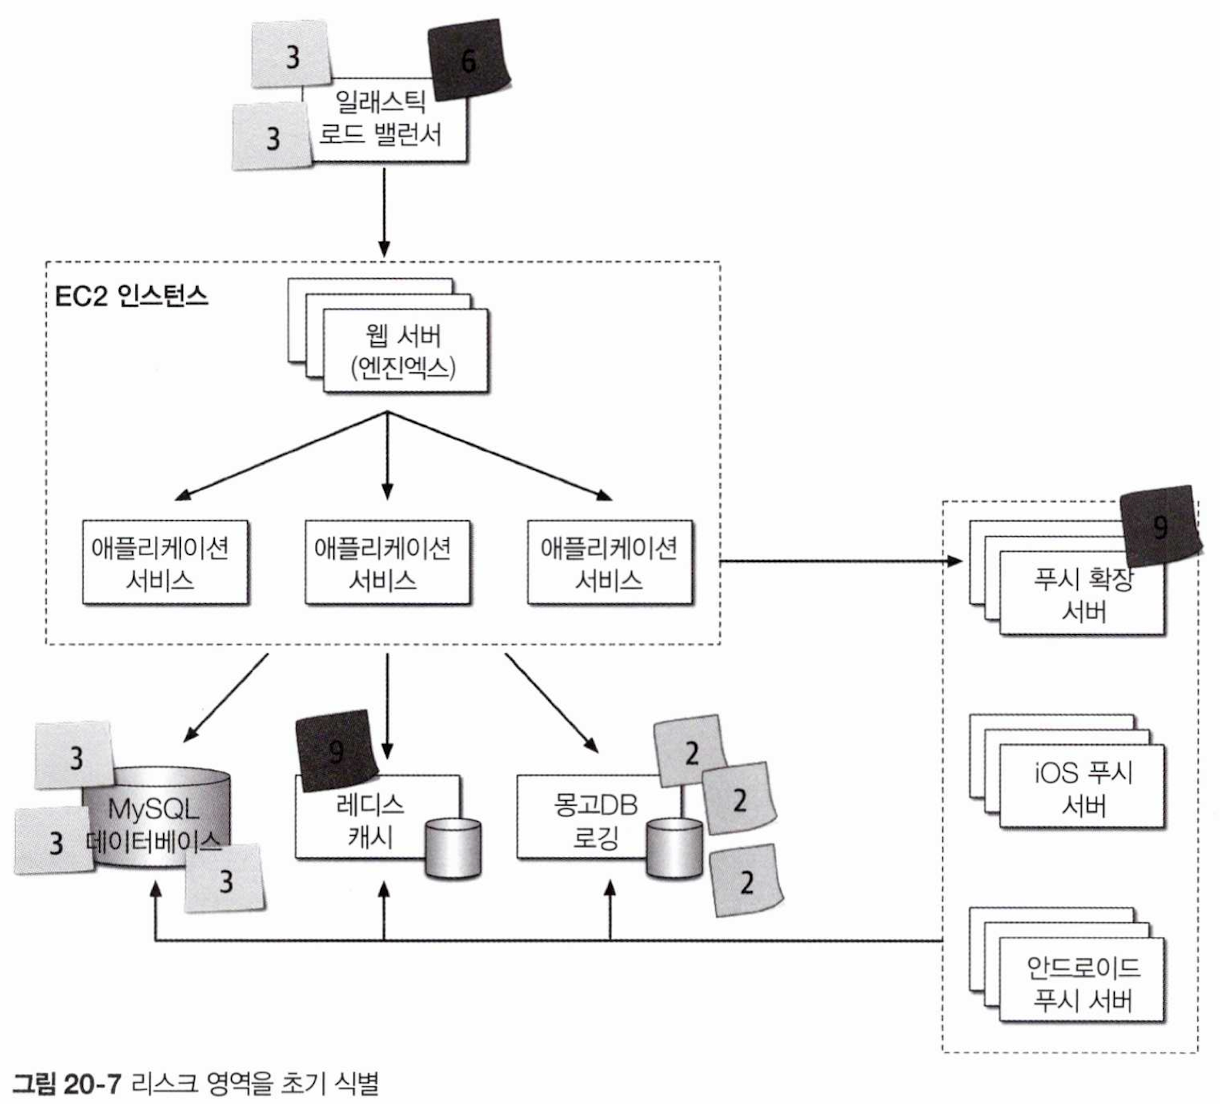 3
6
일래스틱
로드 밸런서
3
EC2 인스턴스
웹 서버
(엔진엑스)
애플리케이션
서비스
애플리케이션
서비스
애플리케이션
서비스
9
푸시 확장
서버
3
MySQL
데이터베이스
3
3
9
레디스
캐시
몽고DB
로깅
2
2
2
iOS 푸시
서버
안드로이드
푸시 서버
그림 20-7 리스크 영역을 초기 식별